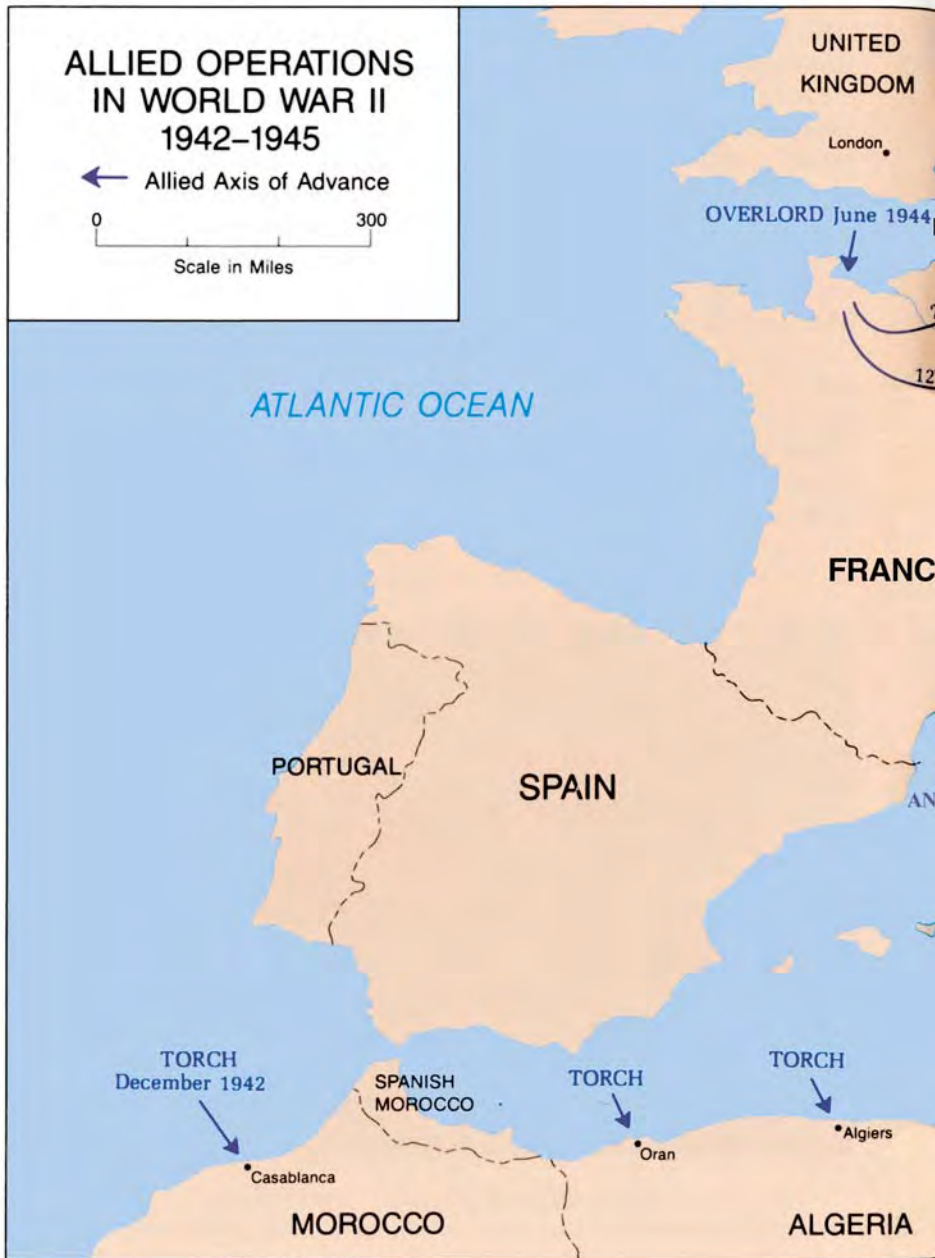 ALLIED OPERATIONS
IN WORLD WAR II
1942–1945
Allied Axis of Advance
0 300
Scale in Miles
UNITED
KINGDOM
London
OVERLORD June 1944
12
ATLANTIC OCEAN
FRANC
PORTUGAL
SPAIN
AN
TORCH
December 1942
SPANISH
MOROCCO
TORCH
TORCH
Casablanca
Oran
Algiers
MOROCCO
ALGERIA